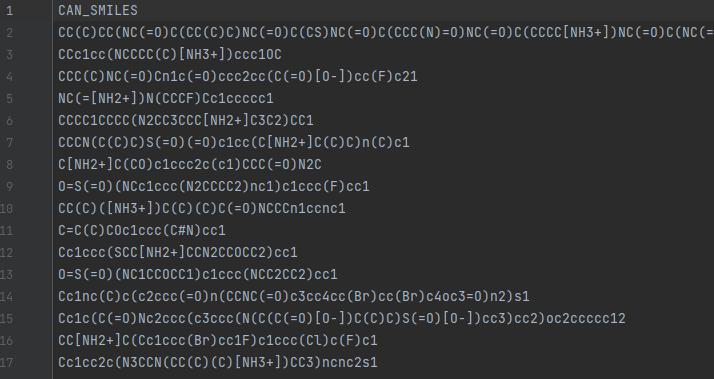 1 CAN_SMILES
2 CC(C)CC(NC(=O)C(CC(C)C)NC(=O)C(CS)NC(=O)C(CCC(N)=O)NC(=O)C(CCCC[NH3+])NC(=O)C(NC(=
3 CCc1cc(NCCCC(C)[NH3+])ccc1OC
4 CCC(C)NC(=O)Cn1c(=O)ccc2cc(C(=O)[O-])cc(F)c21
5 NC(=[NH2+])N(CCCF)Cc1ccccc1
6 CCCC1CCCC(N2CC3CCC[NH2+]C3C2)CC1
7 CCCN(C(C)C)S(=O)(=O)c1cc(C[NH2+]C(C)C)n(C)c1
8 C[NH2+]C(CO)c1ccc2c(c1)CCC(=O)N2C
9 O=S(=O)(NCc1ccc(N2CCCC2)nc1)c1ccc(F)cc1
10 CC(C)([NH3+])C(C)(C)C(=O)NCCCn1ccnc1
11 C=C(C)COc1ccc(C#N)cc1
12 Cc1ccc(SCC[NH2+]CCN2CCOCC2)cc1
13 O=S(=O)(NC1CCOCC1)c1ccc(NCC2CC2)cc1
14 Cc1nc(C)c(c2ccc(=O)n(CCNC(=O)c3cc4cc(Br)cc(Br)c4oc3=O)n2)s1
15 Cc1c(C(=O)Nc2ccc(c3ccc(N(C(C(=O)[O-])C(C)C)S(=O)[O-])cc3)cc2)oc2ccccc12
16 CC[NH2+]C(Cc1ccc(Br)cc1F)c1ccc(Cl)c(F)c1
17 Cc1cc2c(N3CCN(CC(C)(C)[NH3+])CC3)ncnc2s1